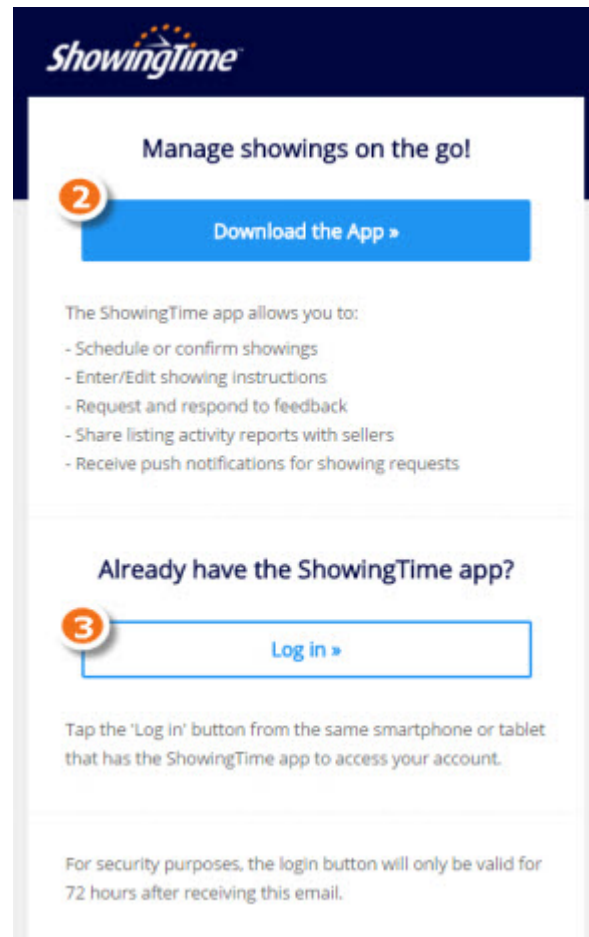 ShowingTime
Manage showings on the go!
2
Download the App »
The ShowingTime app allows you to:
- Schedule or confirm showings
- Enter/Edit showing instructions
- Request and respond to feedback
- Share listing activity reports with sellers
- Receive push notifications for showing requests
Already have the ShowingTime app?
3
Log in »
Tap the 'Log in' button from the same smartphone or tablet
that has the ShowingTime app to access your account.
For security purposes, the login button will only be valid for
72 hours after receiving this email.